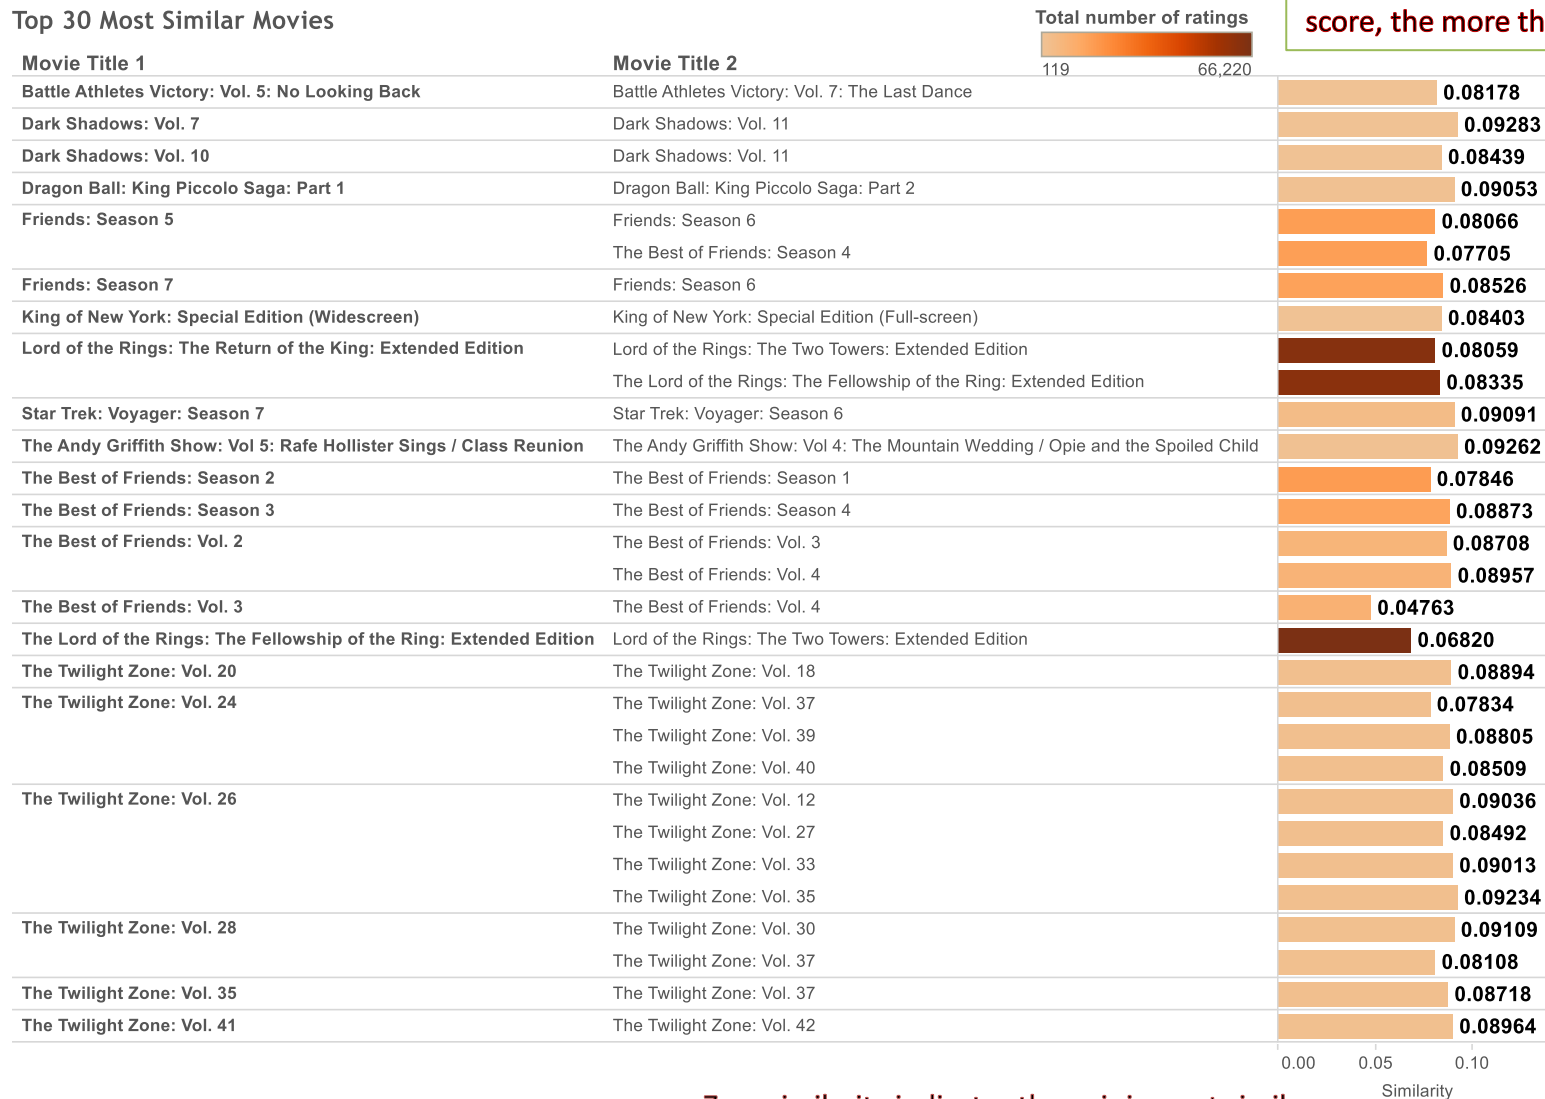 Top 30 Most Similar Movies
Total number of ratings
119 66,220
score, the more th
Movie Title 1 Movie Title 2
Battle Athletes Victory: Vol. 5: No Looking Back Battle Athletes Victory: Vol. 7: The Last Dance 0.08178
Dark Shadows: Vol. 7 Dark Shadows: Vol. 11 0.09283
Dark Shadows: Vol. 10 Dark Shadows: Vol. 11 0.08439
Dragon Ball: King Piccolo Saga: Part 1 Dragon Ball: King Piccolo Saga: Part 2 0.09053
Friends: Season 5 Friends: Season 6 0.08066
The Best of Friends: Season 4 0.07705
Friends: Season 7 Friends: Season 6 0.08526
King of New York: Special Edition (Widescreen) King of New York: Special Edition (Full-screen) 0.08403
Lord of the Rings: The Return of the King: Extended Edition Lord of the Rings: The Two Towers: Extended Edition 0.08059
The Lord of the Rings: The Fellowship of the Ring: Extended Edition 0.08335
Star Trek: Voyager: Season 7 Star Trek: Voyager: Season 6 0.09091
The Andy Griffith Show: Vol 5: Rafe Hollister Sings / Class Reunion The Andy Griffith Show: Vol 4: The Mountain Wedding / Opie and the Spoiled Child 0.09262
The Best of Friends: Season 2 The Best of Friends: Season 1 0.07846
The Best of Friends: Season 3 The Best of Friends: Season 4 0.08873
The Best of Friends: Vol. 2 The Best of Friends: Vol. 3 0.08708
The Best of Friends: Vol. 4 0.08957
The Best of Friends: Vol. 3 The Best of Friends: Vol. 4 0.04763
The Lord of the Rings: The Fellowship of the Ring: Extended Edition Lord of the Rings: The Two Towers: Extended Edition 0.06820
The Twilight Zone: Vol. 20 The Twilight Zone: Vol. 18 0.08894
The Twilight Zone: Vol. 24 The Twilight Zone: Vol. 37 0.07834
The Twilight Zone: Vol. 39 0.08805
The Twilight Zone: Vol. 40 0.08509
The Twilight Zone: Vol. 26 The Twilight Zone: Vol. 12 0.09036
The Twilight Zone: Vol. 27 0.08492
The Twilight Zone: Vol. 33 0.09013
The Twilight Zone: Vol. 35 0.09234
The Twilight Zone: Vol. 28 The Twilight Zone: Vol. 30 0.09109
The Twilight Zone: Vol. 37 0.08108
The Twilight Zone: Vol. 35 The Twilight Zone: Vol. 37 0.08718
The Twilight Zone: Vol. 41 The Twilight Zone: Vol. 42 0.08964
0.00 0.05 0.10
Similarity